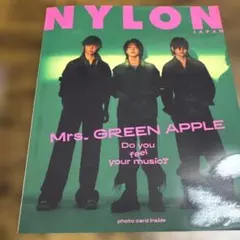 NYLON
JAPAN
Mrs. GREEN APPLE
Do you
feel
your music?
photo card inside